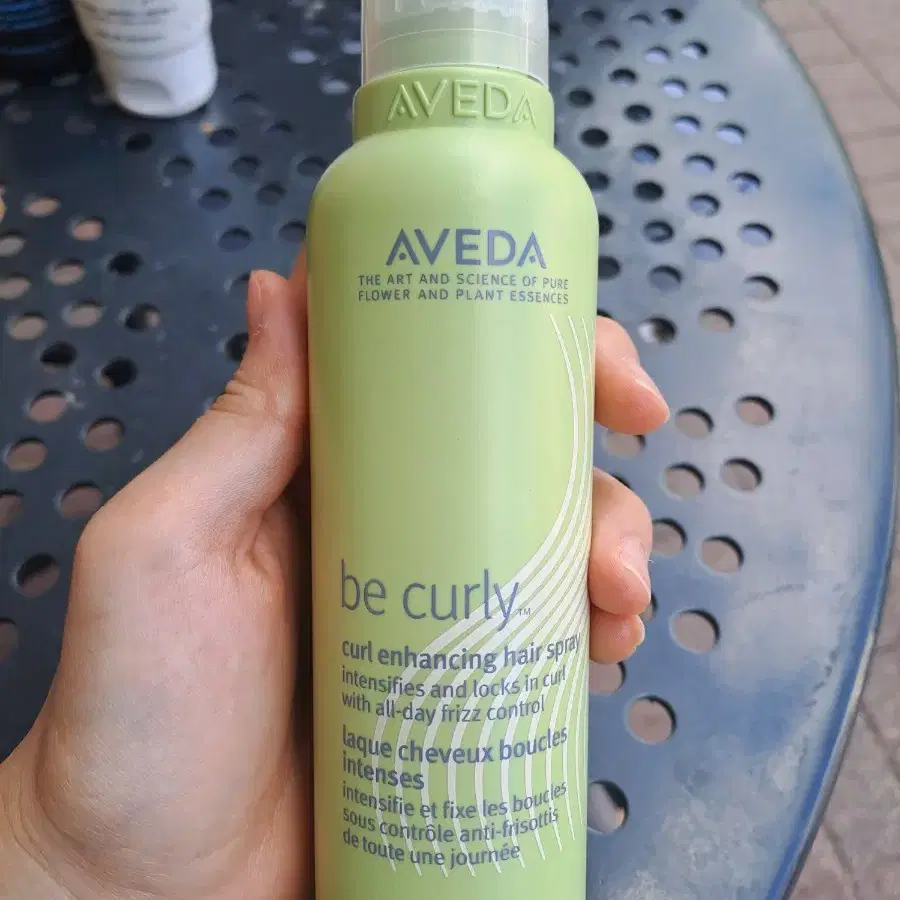 AVEDA
AVEDA
THE ART AND SCIENCE OF PURE
FLOWER AND PLANT ESSENCES
be curly™
curl enhancing hair spray
intensifies and locks in curl
with all-day frizz control
laque cheveux boucles
intenses
intensifie et fixe les boucles
sous contrôle anti-frisottis
de toute une journée